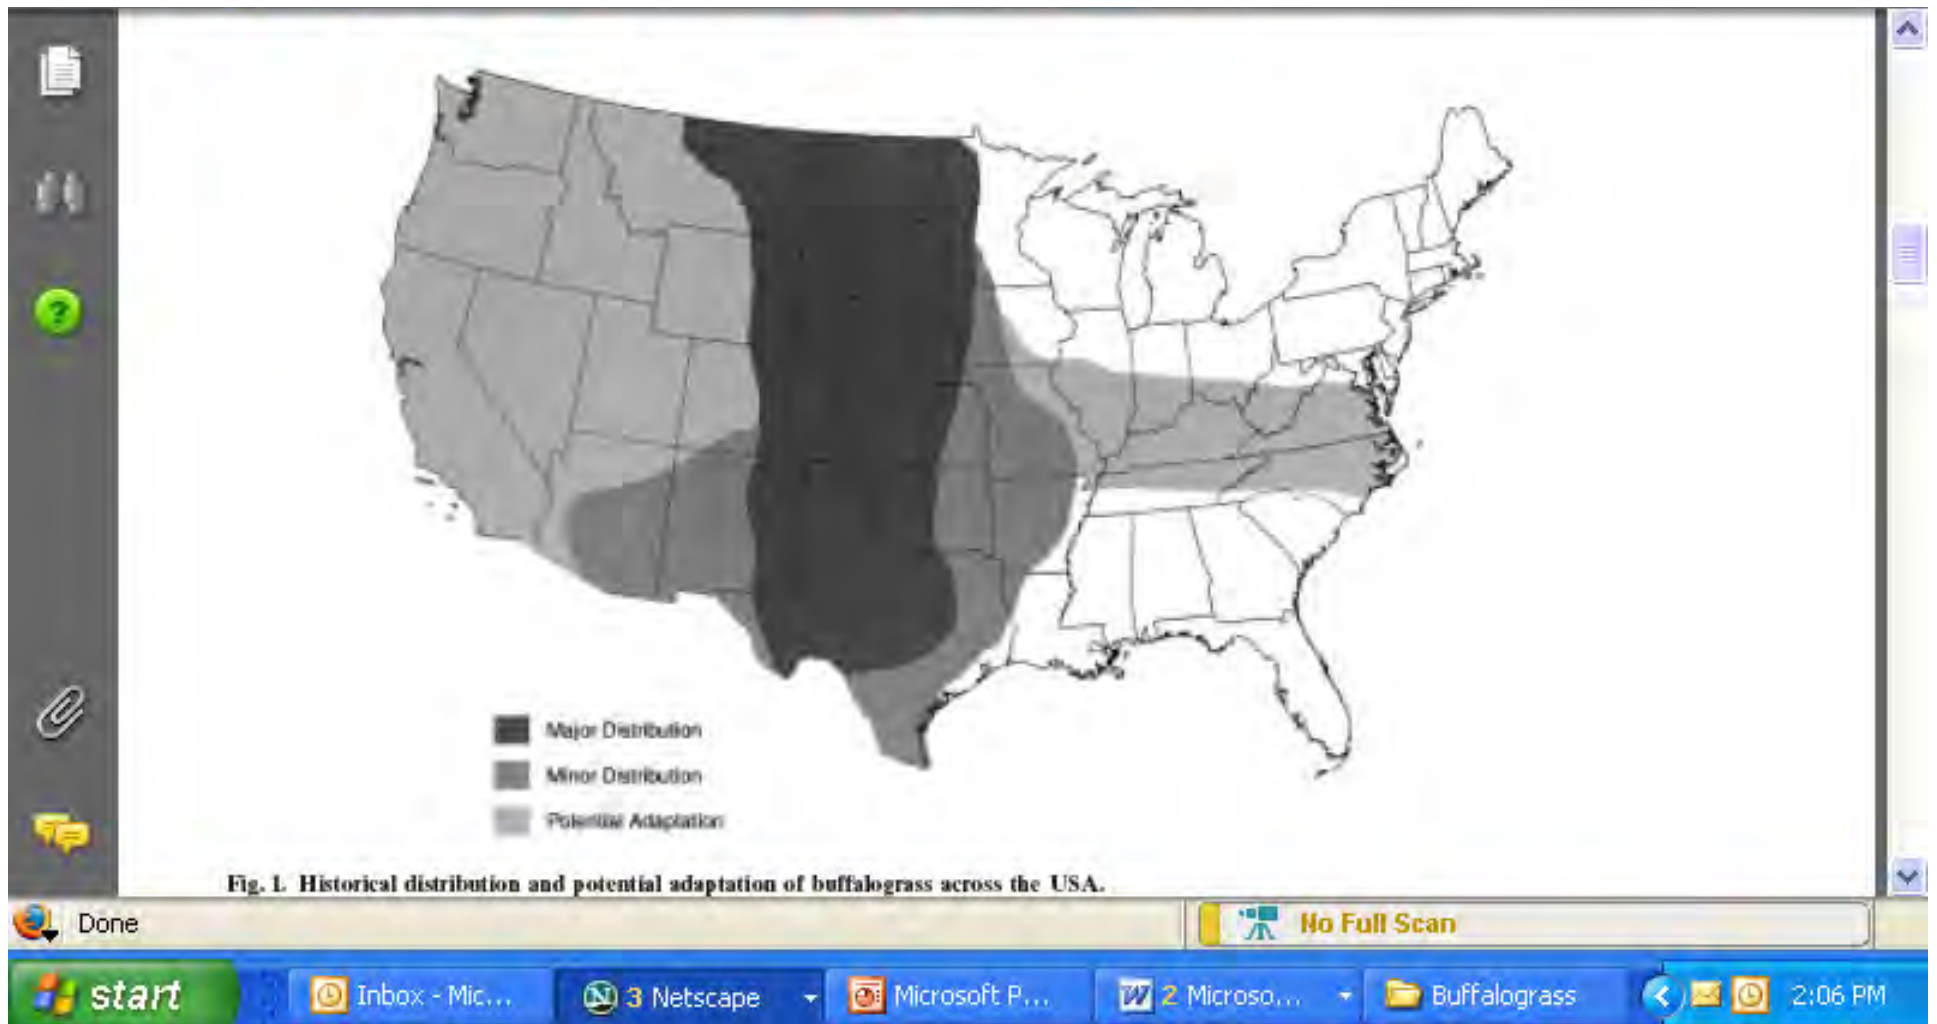 Major Distribution
Minor Distribution
Potential Adaptation
Fig. 1. Historical distribution and potential adaptation of buffalograss across the USA.
Done
No Full Scan
start
Inbox - Mic...
3 Netscape
Microsoft P...
2 Microso...
Buffalograss
2:06 PM